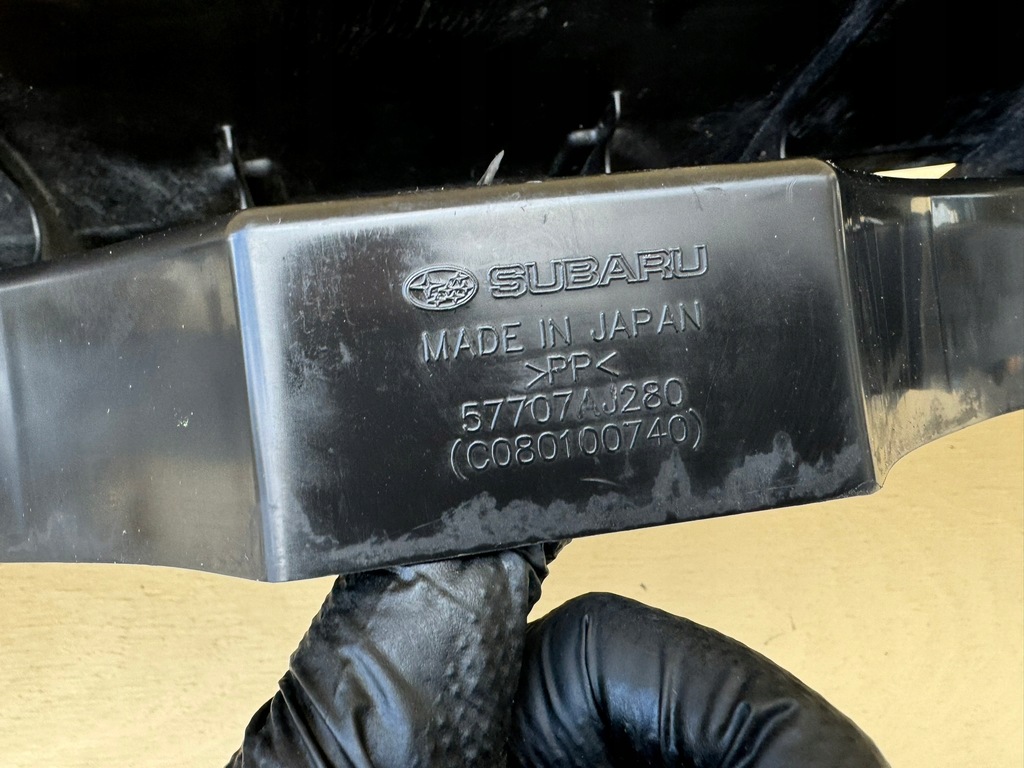 SUBARU
MADE IN JAPAN
>PP<
57707AJ280
(C080100740)